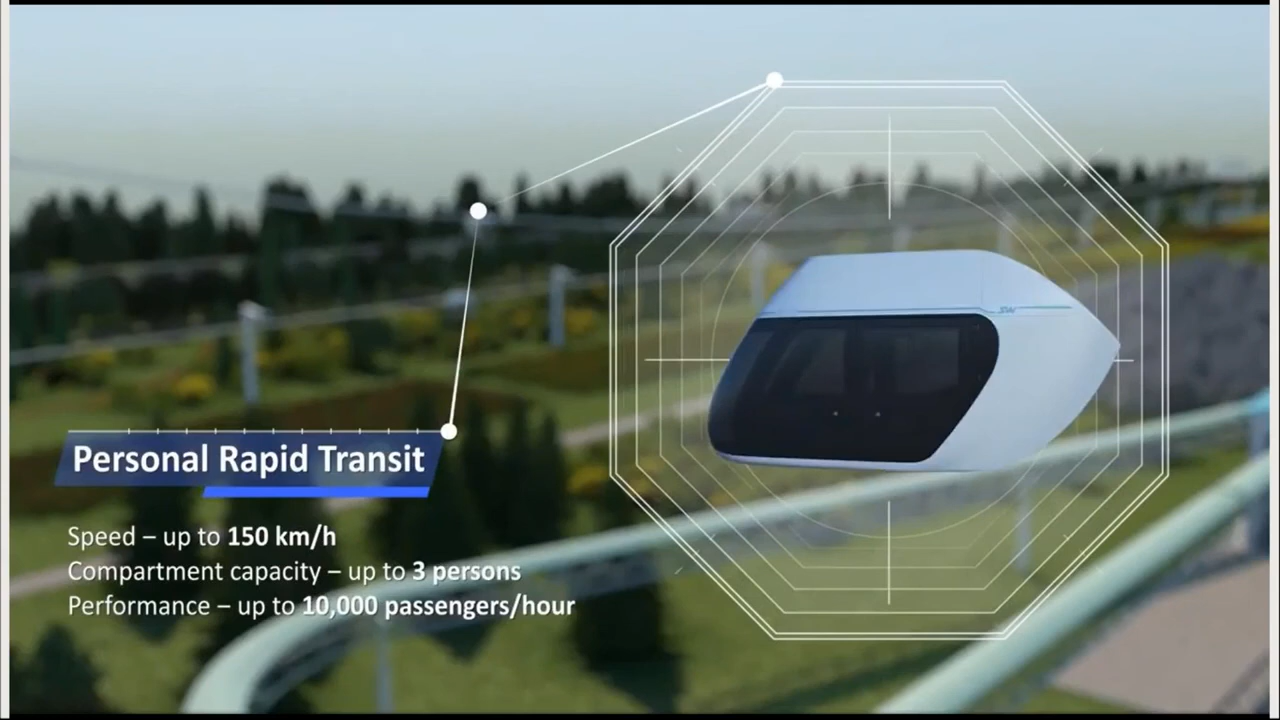 Personal Rapid Transit
Speed – up to 150 km/h
Compartment capacity – up to 3 persons
Performance – up to 10,000 passengers/hour